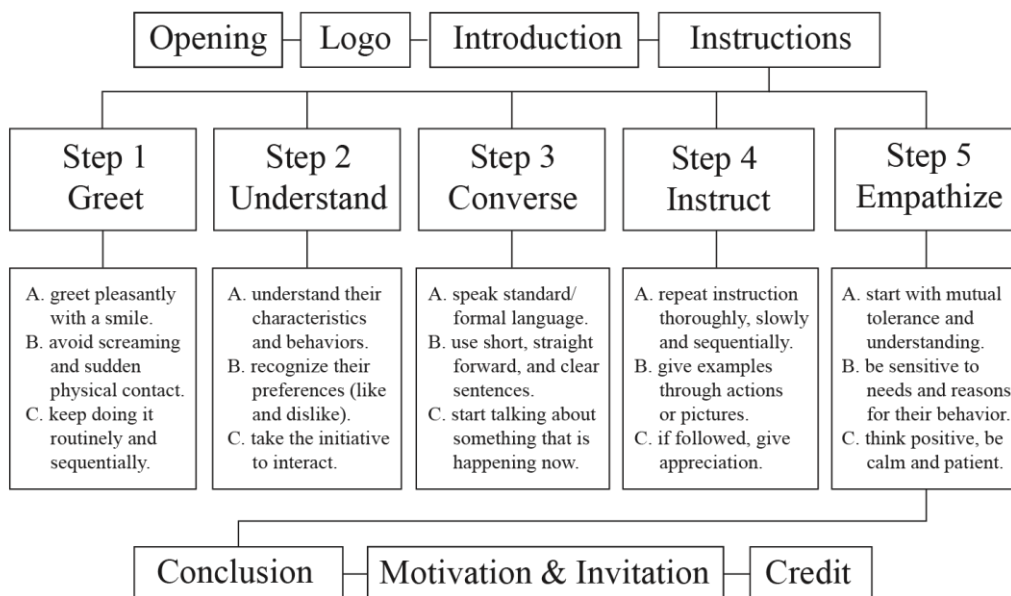 Opening
Logo
Introduction
Instructions
Step 1
Greet
Step 2
Understand
Step 3
Converse
Step 4
Instruct
Step 5
Empathize
A. greet pleasantly
with a smile.
B. avoid screaming
and sudden
physical contact.
C. keep doing it
routinely and
sequentially.
A. understand their
characteristics
and behaviors.
B. recognize their
preferences (like
and dislike).
C. take the initiative
to interact.
A. speak standard/
formal language.
B. use short, straight
forward, and clear
sentences.
C. start talking about
something that is
happening now.
A. repeat instruction
thoroughly, slowly
and sequentially.
B. give examples
through actions
or pictures.
C. if followed, give
appreciation.
A. start with mutual
tolerance and
understanding.
B. be sensitive to
needs and reasons
for their behavior.
C. think positive, be
calm and patient.
Conclusion
Motivation & Invitation
Credit